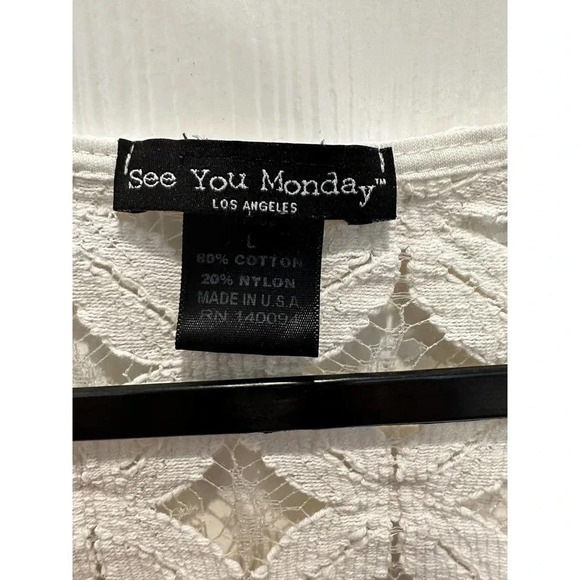 See You Monday™
LOS ANGELES
L
80% COTTON
20% NYLON
MADE IN U.S.A
RN 140094